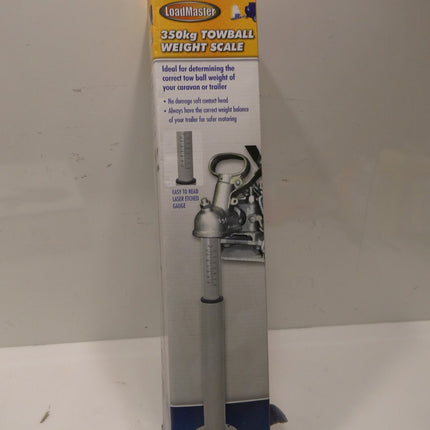 LoadMaster
350kg TOWBALL
WEIGHT SCALE
Ideal for determining the
correct tow ball weight of
your caravan or trailer
• No damage soft contact head
• Always have the correct weight balance
of your trailer for safer motoring
EASY TO READ
LASER ETCHED
GAUGE